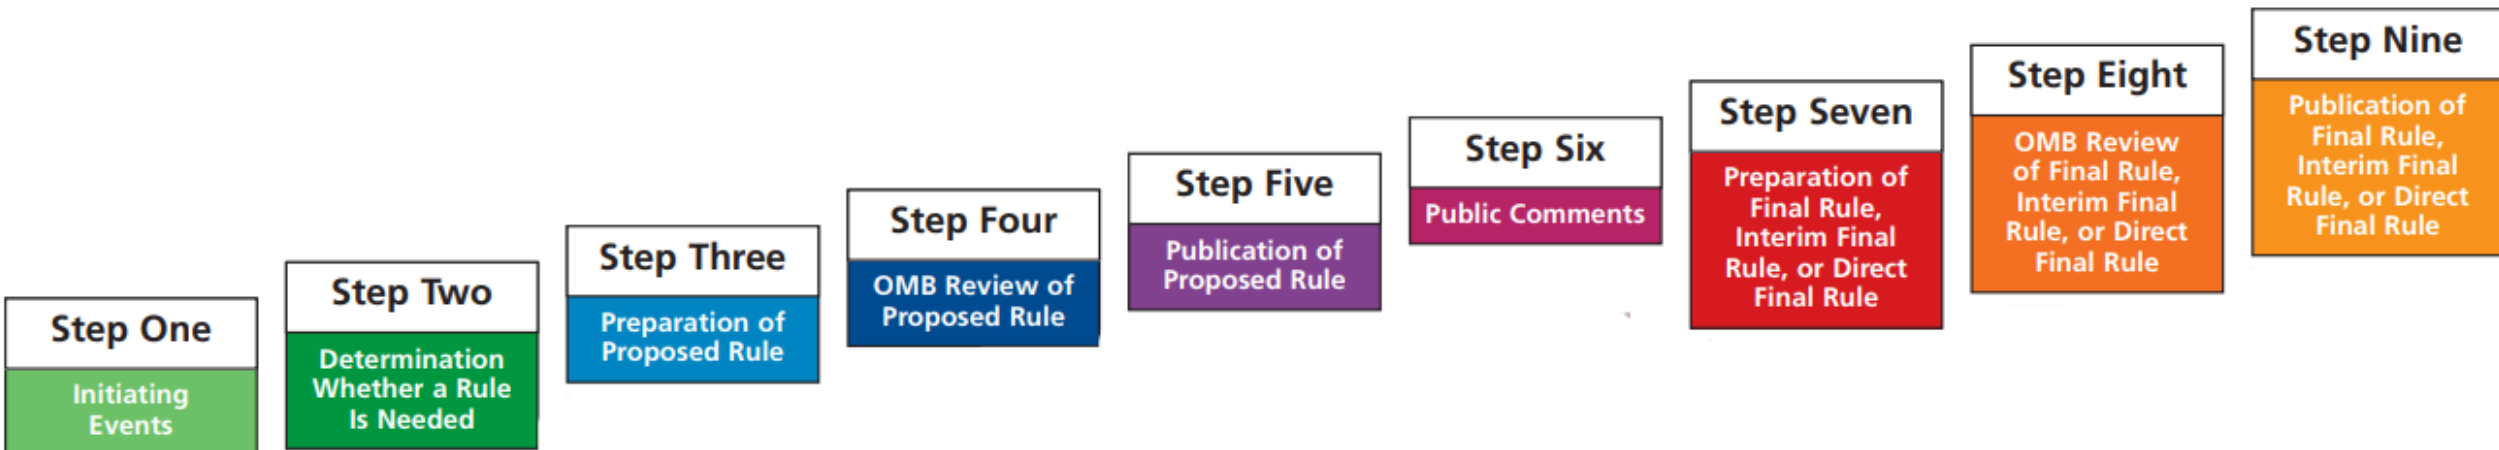 Step One
Initiating
Events
Step Two
Determination
Whether a Rule
Is Needed
Step Three
Preparation of
Proposed Rule
Step Four
OMB Review of
Proposed Rule
Step Five
Publication of
Proposed Rule
Step Six
Public Comments
Step Seven
Preparation of
Final Rule,
Interim Final
Rule, or Direct
Final Rule
Step Eight
OMB Review
of Final Rule,
Interim Final
Rule, or Direct
Final Rule
Step Nine
Publication of
Final Rule,
Interim Final
Rule, or Direct
Final Rule